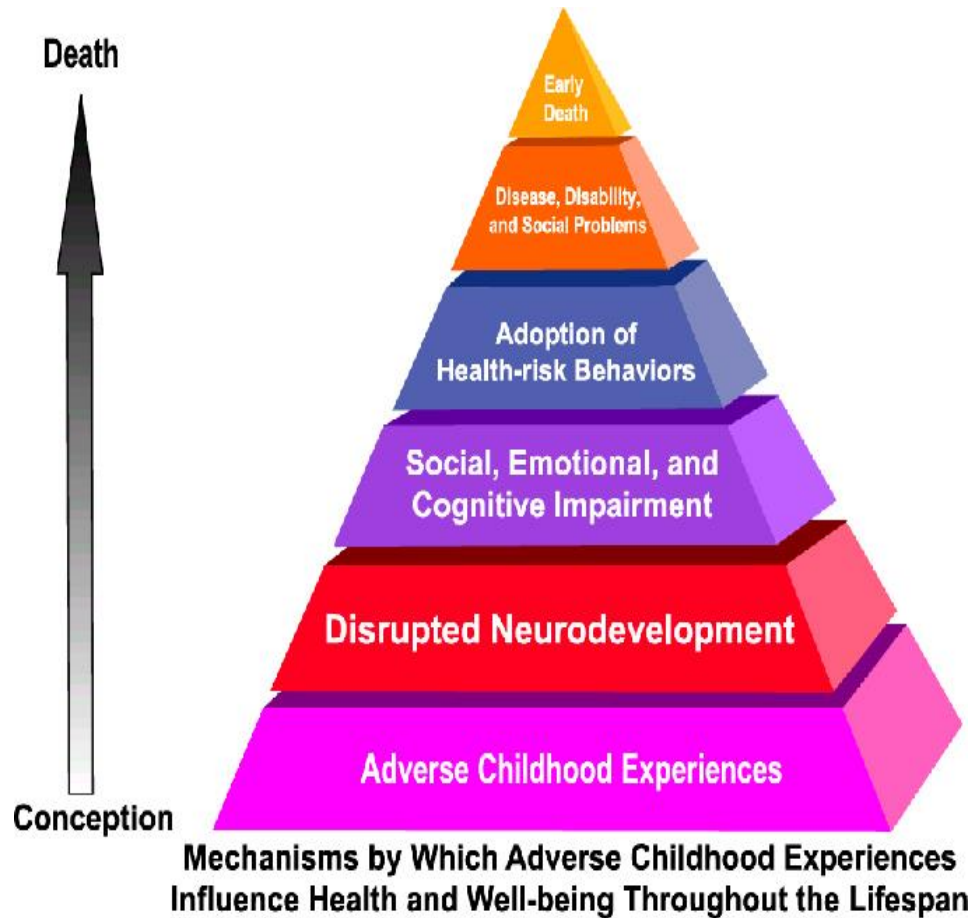 Death
Early
Death
Disease, Disability,
and Social Problems
Adoption of
Health-risk Behaviors
Social, Emotional, and
Cognitive Impairment
Disrupted Neurodevelopment
Adverse Childhood Experiences
Conception
Mechanisms by Which Adverse Childhood Experiences
Influence Health and Well-being Throughout the Lifespan